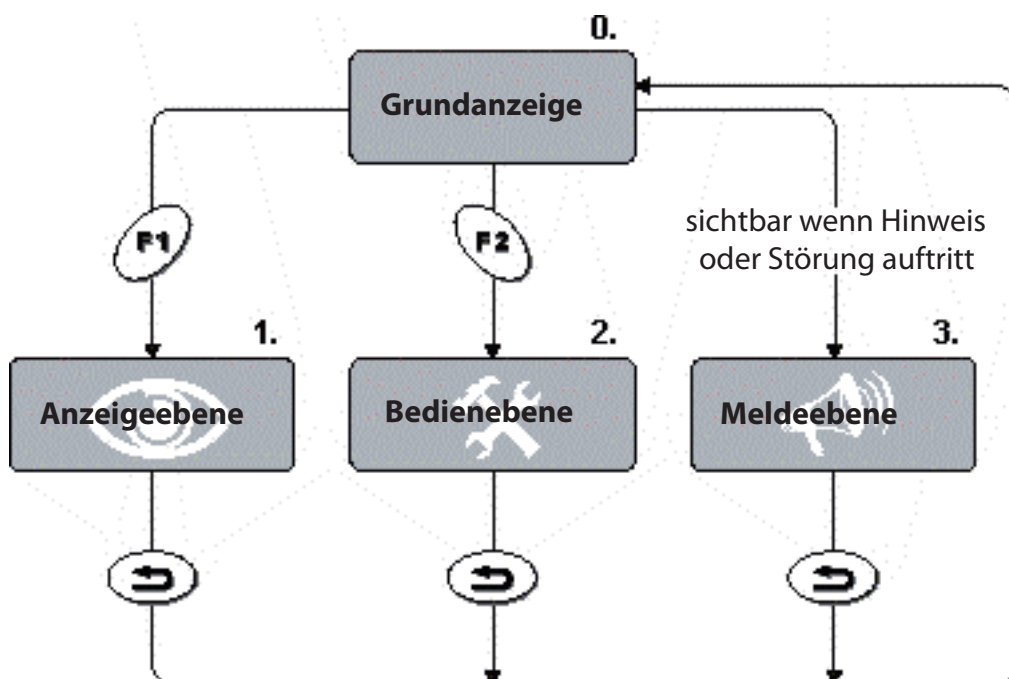 0.
Grundanzeige
F1
F2
sichtbar wenn Hinweis
oder Störung auftritt
1.
2.
3.
Anzeigeebene
Bedienebene
Meldeebene